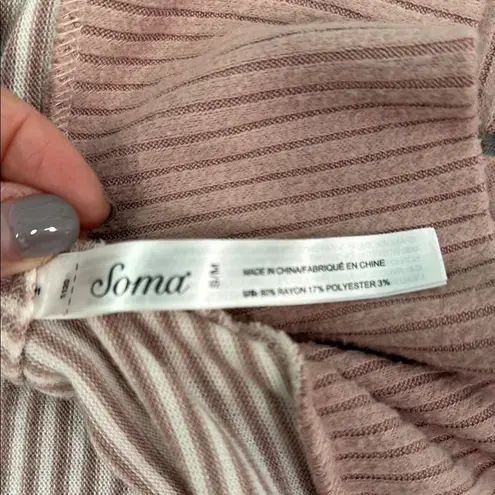 Soma
S/M
MADE IN CHINA/FABRIQUÉ EN CHINE
80% RAYON 17% POLYESTER 3%